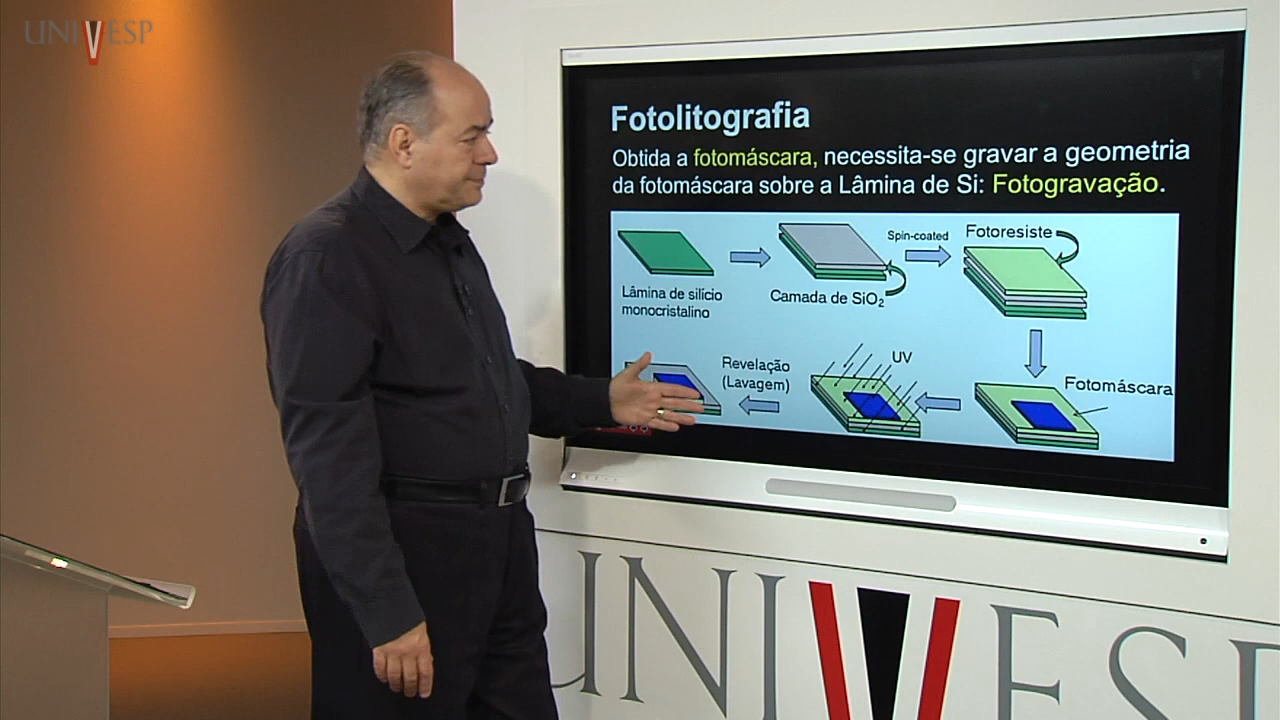 UNIVESP
Fotolitografia
Obtida a fotomáscara, necessita-se gravar a geometria
da fotomáscara sobre a Lâmina de Si: Fotogravação.
Lâmina de silício
monocristalino
Camada de SiO₂
Spin-coated
Fotoresiste
Fotomáscara
UV
Revelação
(Lavagem)
UNIVESP